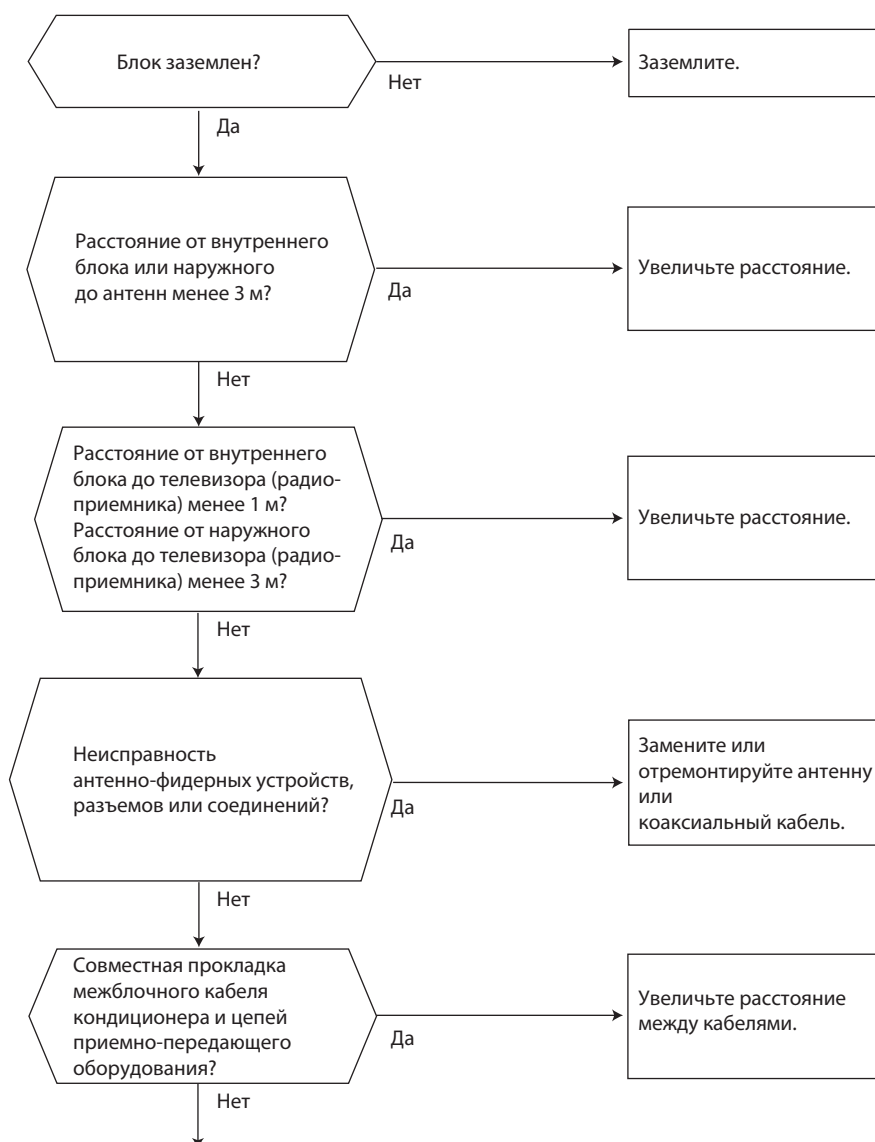 Блок заземлен?
Нет
Заземлите.
Да
Расстояние от внутреннего
блока или наружного
до антенн менее 3 м?
Да
Увеличьте расстояние.
Нет
Расстояние от внутреннего
блока до телевизора (радио-
приемника) менее 1 м?
Расстояние от наружного
блока до телевизора (радио-
приемника) менее 3 м?
Да
Увеличьте расстояние.
Нет
Неисправность
антенно-фидерных устройств,
разъемов или соединений?
Да
Замените или
отремонтируйте антенну
или
коаксиальный кабель.
Нет
Совместная прокладка
межблочного кабеля
кондиционера и цепей
приемно-передающего
оборудования?
Да
Увеличьте расстояние
между кабелями.
Нет